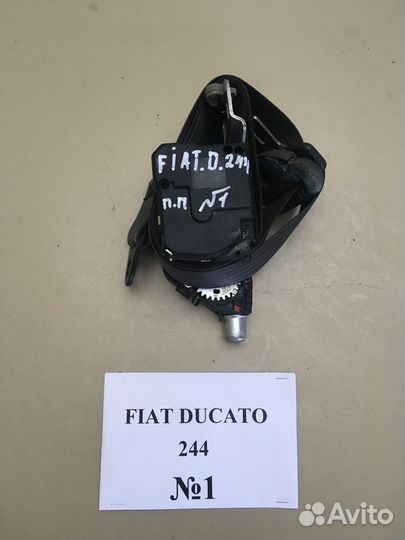 FiAT.D.244
п.п №1
FIAT DUCATO
244
№1
Avito